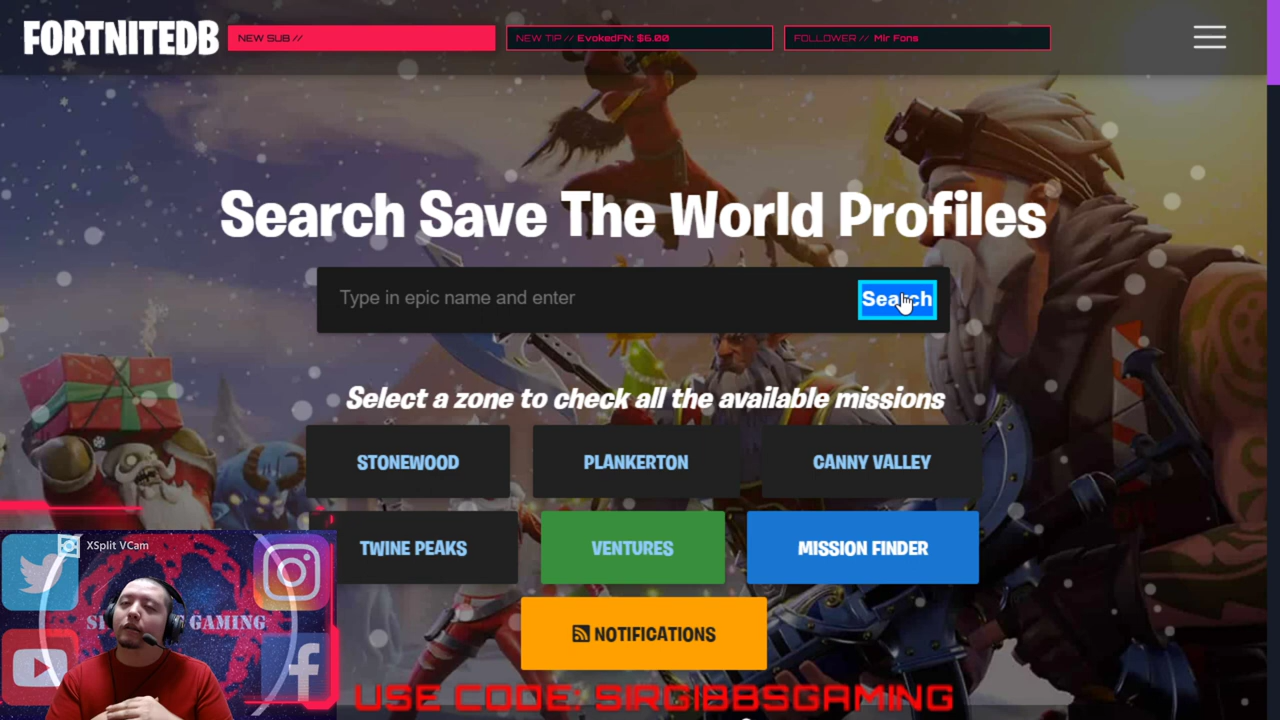 FORTNITEDB
NEW SUB //
NEW TIP // EvokedFN: $6.00
FOLLOWER // Mir Fons
Search Save The World Profiles
Type in epic name and enter
Search
Select a zone to check all the available missions
STONEWOOD
PLANKERTON
CANNY VALLEY
TWINE PEAKS
VENTURES
MISSION FINDER
NOTIFICATIONS
XSplit VCam
GAMING
USE CODE: SIRGIBBSGAMING